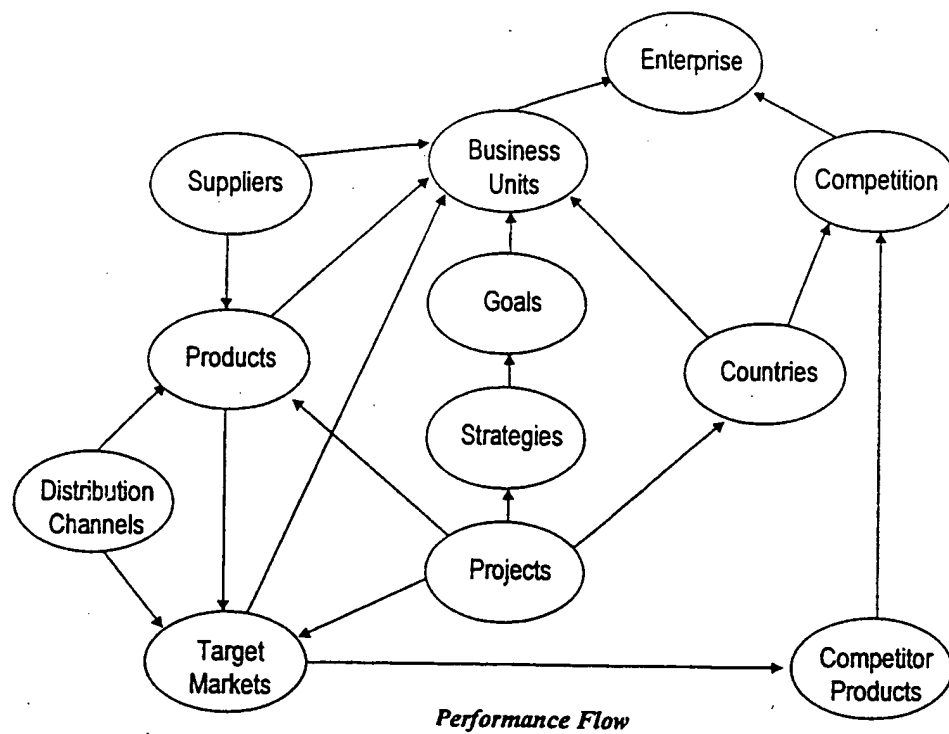 Enterprise
Business
Units
Suppliers
Competition
Goals
Products
Countries
Strategies
Distribution
Channels
Projects
Target
Markets
Competitor
Products
Performance Flow